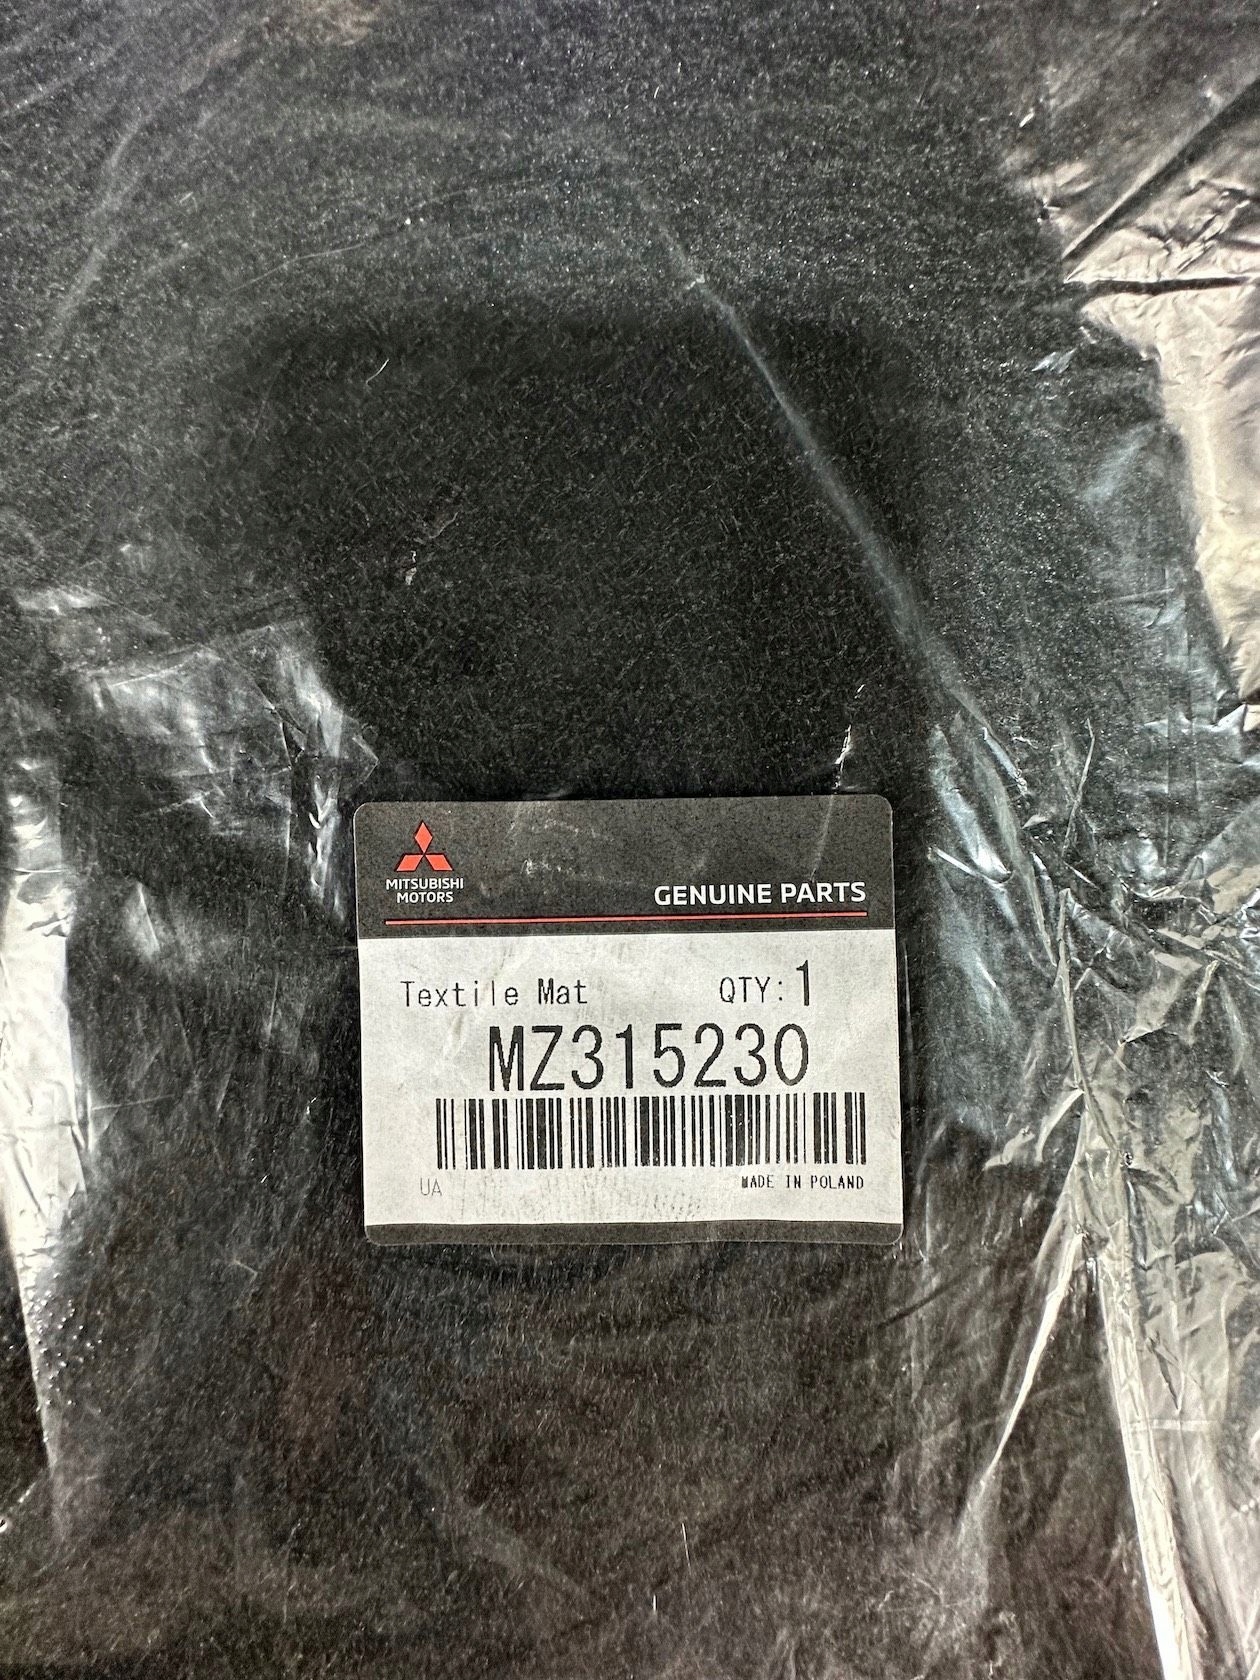 MITSUBISHI
MOTORS
GENUINE PARTS
Textile Mat QTY: 1
MZ315230
UA MADE IN POLAND